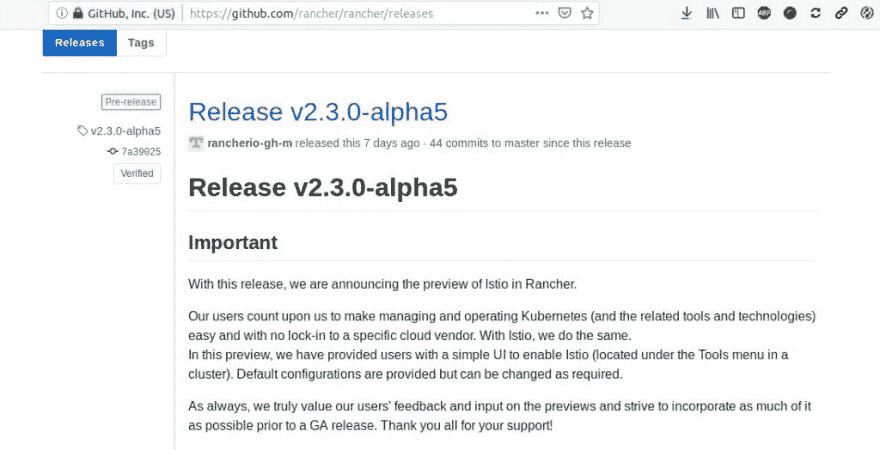 GitHub, Inc. (US) https://github.com/rancher/rancher/releases
ABP
Releases Tags
Pre-release
v2.3.0-alpha5
7a39025
Verified
Release v2.3.0-alpha5
rancherio-gh-m released this 7 days ago · 44 commits to master since this release
Release v2.3.0-alpha5
Important
With this release, we are announcing the preview of Istio in Rancher.
Our users count upon us to make managing and operating Kubernetes (and the related tools and technologies)
easy and with no lock-in to a specific cloud vendor. With Istio, we do the same.
In this preview, we have provided users with a simple UI to enable Istio (located under the Tools menu in a
cluster). Default configurations are provided but can be changed as required.
As always, we truly value our users' feedback and input on the previews and strive to incorporate as much of it
as possible prior to a GA release. Thank you all for your support!